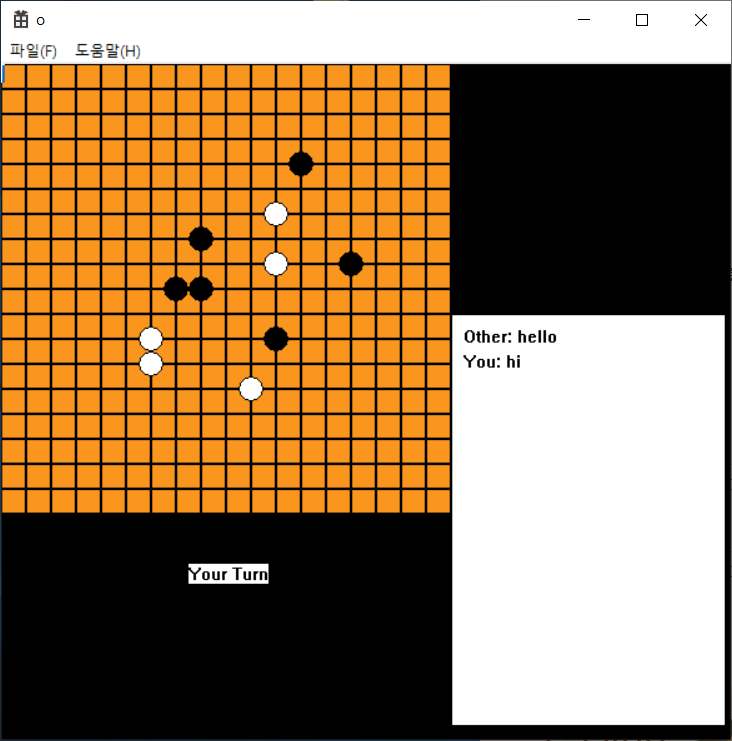 o
파일(F) 도움말(H)
Other: hello
You: hi
Your Turn